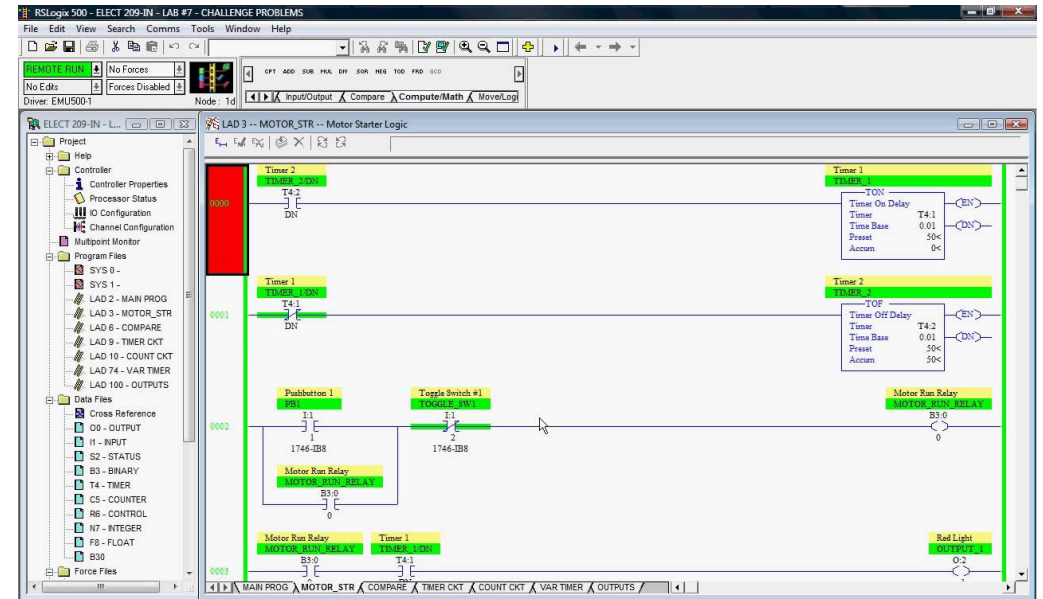 RSLogix 500 - ELECT 209-IN - LAB #7 - CHALLENGE PROBLEMS
File Edit View Search Comms Tools Window Help
REMOTE RUN No Forces
No Edits Forces Disabled
Driver: EMU500-1 Node: 1d
CPT ADD SUB MUL DIV SQR NEG TOD FRD GCD
Input/Output Compare Compute/Math Move/Logi
ELECT 209-IN - L...
Project
Help
Controller
Controller Properties
Processor Status
IO Configuration
Channel Configuration
Multipoint Monitor
Program Files
SYS 0 -
SYS 1 -
LAD 2 - MAIN PROG
LAD 3 - MOTOR_STR
LAD 6 - COMPARE
LAD 9 - TIMER CKT
LAD 10 - COUNT CKT
LAD 74 - VAR TIMER
LAD 100 - OUTPUTS
Data Files
Cross Reference
O0 - OUTPUT
I1 - INPUT
S2 - STATUS
B3 - BINARY
T4 - TIMER
C5 - COUNTER
R6 - CONTROL
N7 - INTEGER
F8 - FLOAT
B30
Force Files
LAD 3 -- MOTOR_STR -- Motor Starter Logic
0000
Timer 2
TIMER_2/DN
T4:2
DN
Timer 1
TIMER_1
TON
Timer On Delay
Timer T4:1
Time Base 0.01
Preset 50<
Accum 0<
EN
DN
0001
Timer 1
TIMER_1/DN
T4:1
DN
Timer 2
TIMER_2
TOF
Timer Off Delay
Timer T4:2
Time Base 0.01
Preset 50<
Accum 50<
EN
DN
0002
Pushbutton 1
PB1
I:1
1
1746-IB8
Toggle Switch #1
TOGGLE_SW1
I:1
2
1746-IB8
Motor Run Relay
MOTOR_RUN_RELAY
B3:0
0
Motor Run Relay
MOTOR_RUN_RELAY
B3:0
0
0003
Motor Run Relay
MOTOR_RUN_RELAY
B3:0
Timer 1
TIMER_1/DN
T4:1
Red Light
OUTPUT_1
O:2
MAIN PROG MOTOR_STR COMPARE TIMER CKT COUNT CKT VAR TIMER OUTPUTS